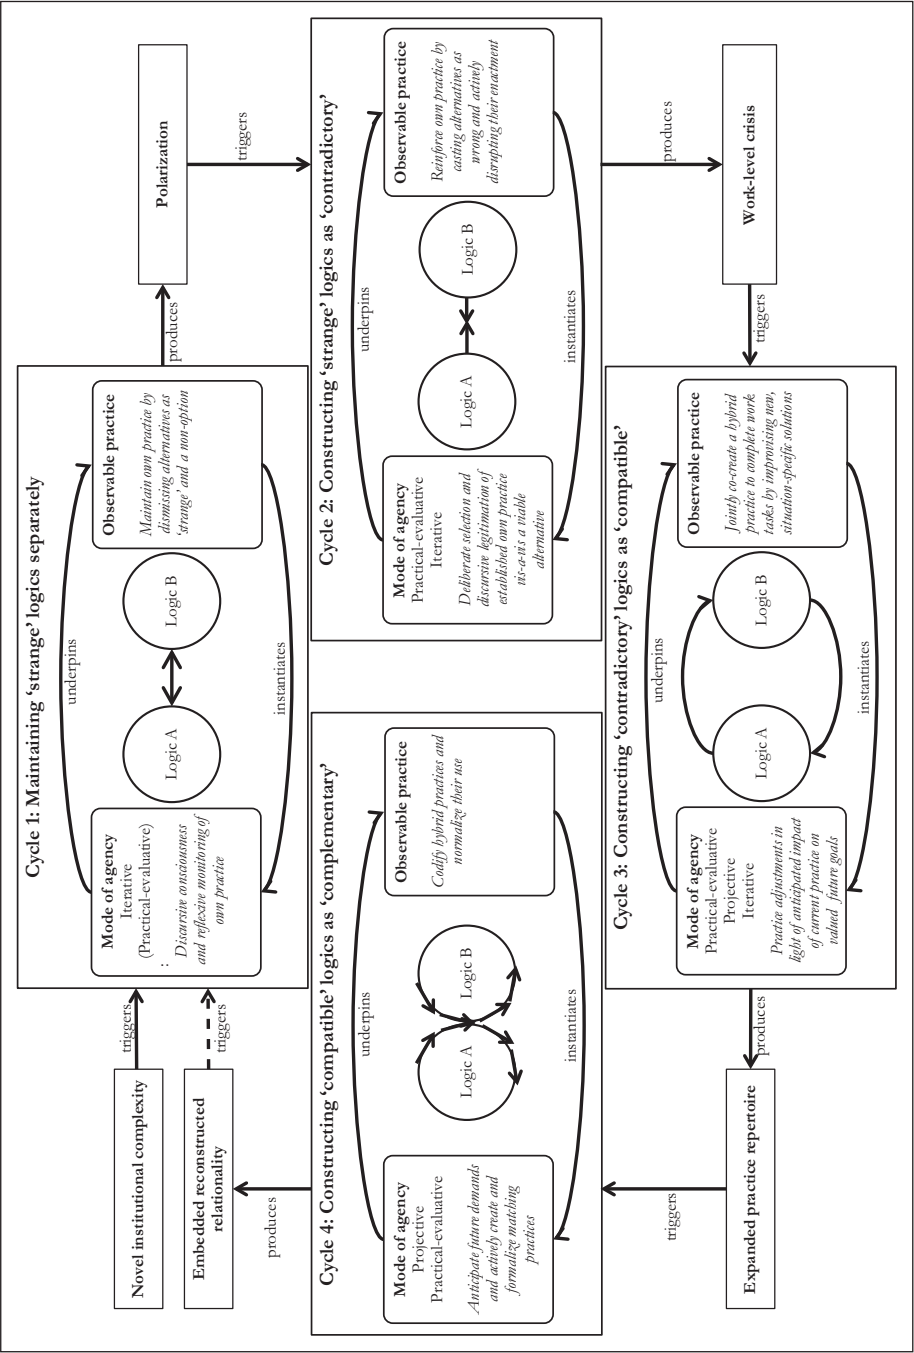 Novel institutional complexity
triggers
Embedded reconstructed
relationality
triggers
Cycle 1: Maintaining ‘strange’ logics separately
underpins
Mode of agency
Iterative
(Practical-evaluative)
:
Discursive consciousness
and reflexive monitoring of
own practice
Logic A
Logic B
Observable practice
Maintain own practice by
dismissing alternatives as
‘strange’ and a non-option
instantiates
produces
Polarization
triggers
Cycle 2: Constructing ‘strange’ logics as ‘contradictory’
underpins
Mode of agency
Practical-evaluative
Iterative
Deliberate selection and
discursive legitimation of
established own practice
vis-a-vis a viable
alternative
Logic A
Logic B
Observable practice
Reinforce own practice by
casting alternatives as
wrong and actively
disrupting their enactment
instantiates
produces
Work-level crisis
triggers
Cycle 3: Constructing ‘contradictory’ logics as ‘compatible’
underpins
Mode of agency
Practical-evaluative
Projective
Iterative
Practice adjustments in
light of anticipated impact
of current practice on
valued future goals
Logic A
Logic B
Observable practice
Jointly co-create a hybrid
practice to complete work
tasks by improvising new,
situation-specific solutions
instantiates
produces
Expanded practice repertoire
triggers
Cycle 4: Constructing ‘compatible’ logics as ‘complementary’
underpins
Mode of agency
Projective
Practical-evaluative
Anticipate future demands
and actively create and
formalize matching
practices
Logic A
Logic B
Observable practice
Codify hybrid practices and
normalize their use
instantiates
produces